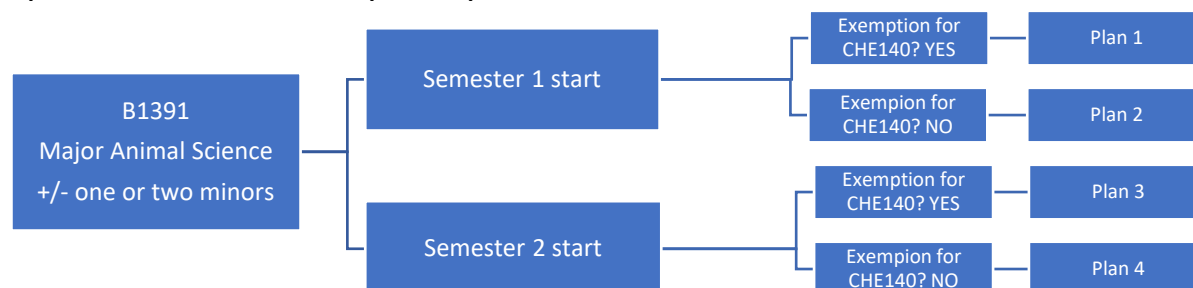 B1391
Major Animal Science
+/- one or two minors
Semester 1 start
Exemption for
CHE140? YES
Plan 1
Exempion for
CHE140? NO
Plan 2
Semester 2 start
Exemption for
CHE140? YES
Plan 3
Exempion for
CHE140? NO
Plan 4